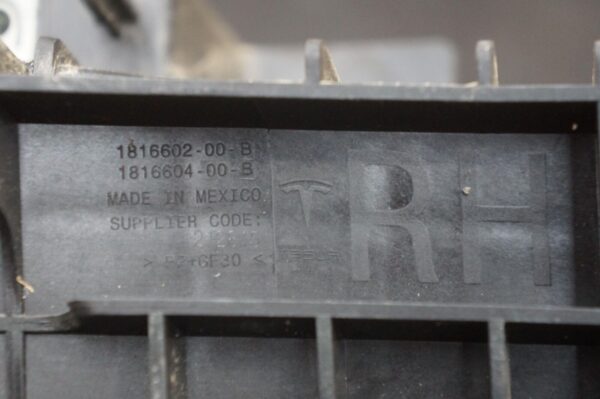 1816602-00-B
1816604-00-B
MADE IN MEXICO
SUPPLIER CODE:
RH